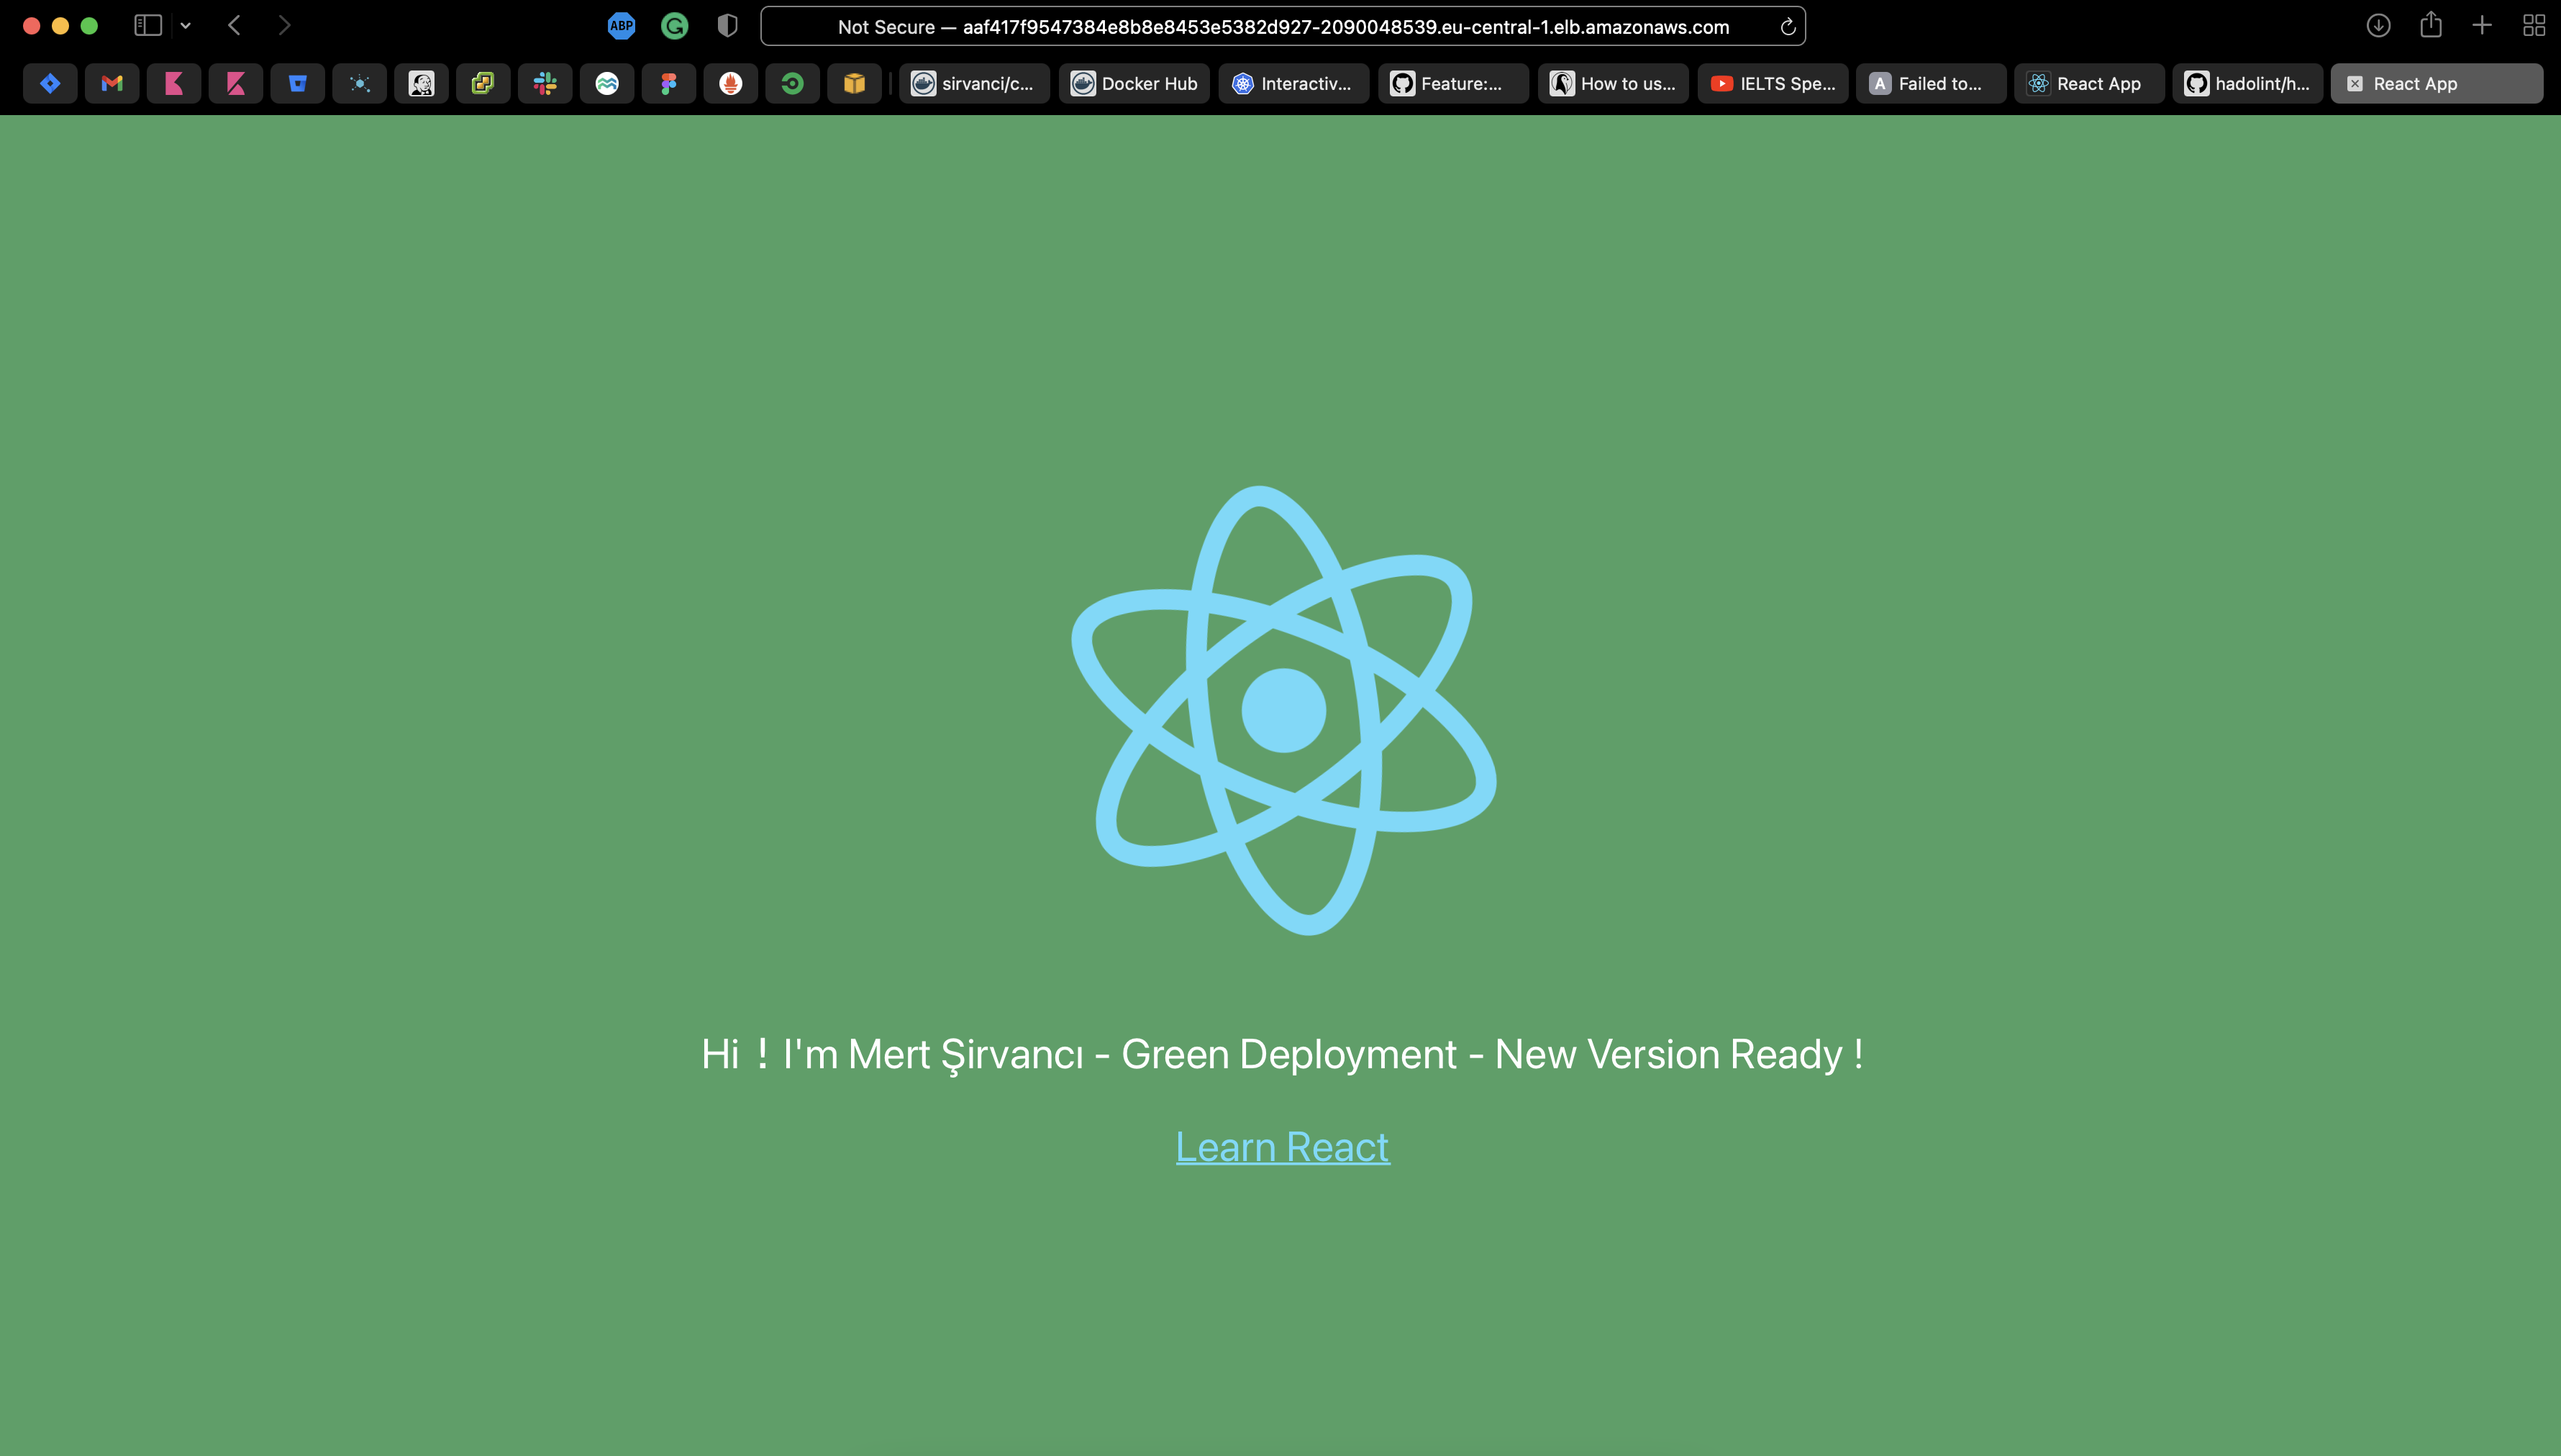 ABP
Not Secure — aaf417f9547384e8b8e8453e5382d927-2090048539.eu-central-1.elb.amazonaws.com
sirvanci/c... Docker Hub Interactiv... Feature:... How to us... IELTS Spe... A Failed to... React App hadolint/h... React App
Hi ! I'm Mert Şirvancı - Green Deployment - New Version Ready !
Learn React